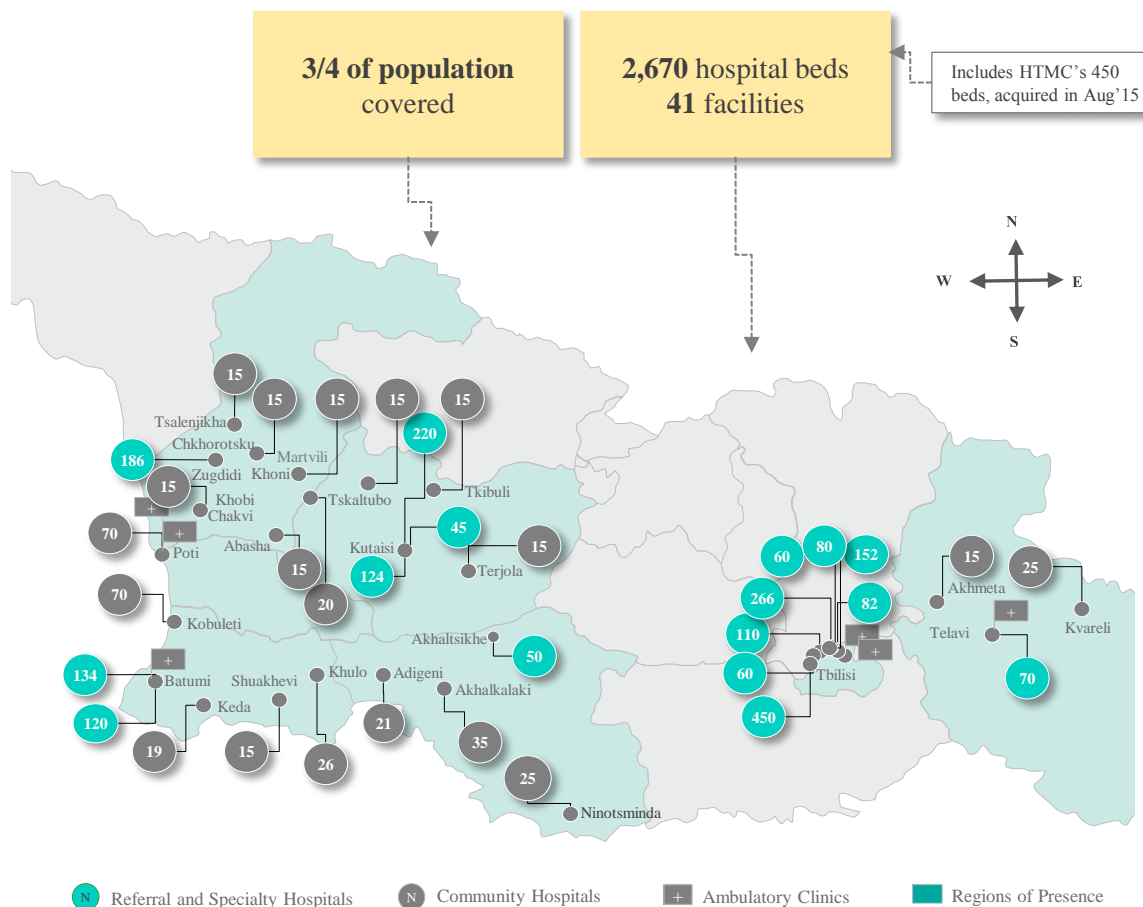 3/4 of population
covered
2,670 hospital beds
41 facilities
Includes HTMC's 450
beds, acquired in Aug'15
N
W
E
S
15
15
15
15
15
220
Tsalenjikha
Chkhorotsku
Martvili
186
Zugdidi
Khoni
15
Tskaltubo
Tkibuli
Khobi
Chakvi
+
+
70
Poti
Abasha
15
20
Kutaisi
45
124
15
Terjola
70
Kobuleti
+
134
Batumi
120
Shuakhevi
Khulo
Keda
19
15
26
Adigeni
21
Akhaltsikhe
50
Akhalkalaki
35
25
Ninotsminda
60
80
152
266
82
110
+
+
60
Tbilisi
450
15
Akhmeta
25
Kvareli
+
Telavi
70
N Referral and Specialty Hospitals
N Community Hospitals
+ Ambulatory Clinics
Regions of Presence